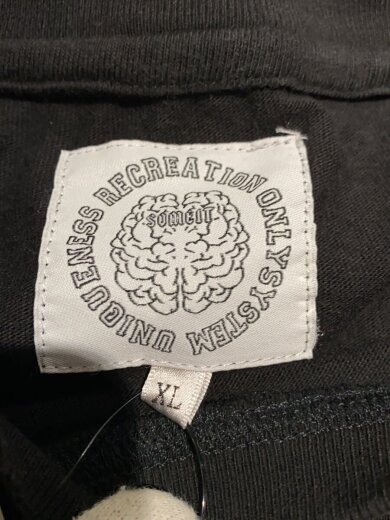 RECREATION ONLY SYSTEM UNIQUENESS
SOMEIT
XL